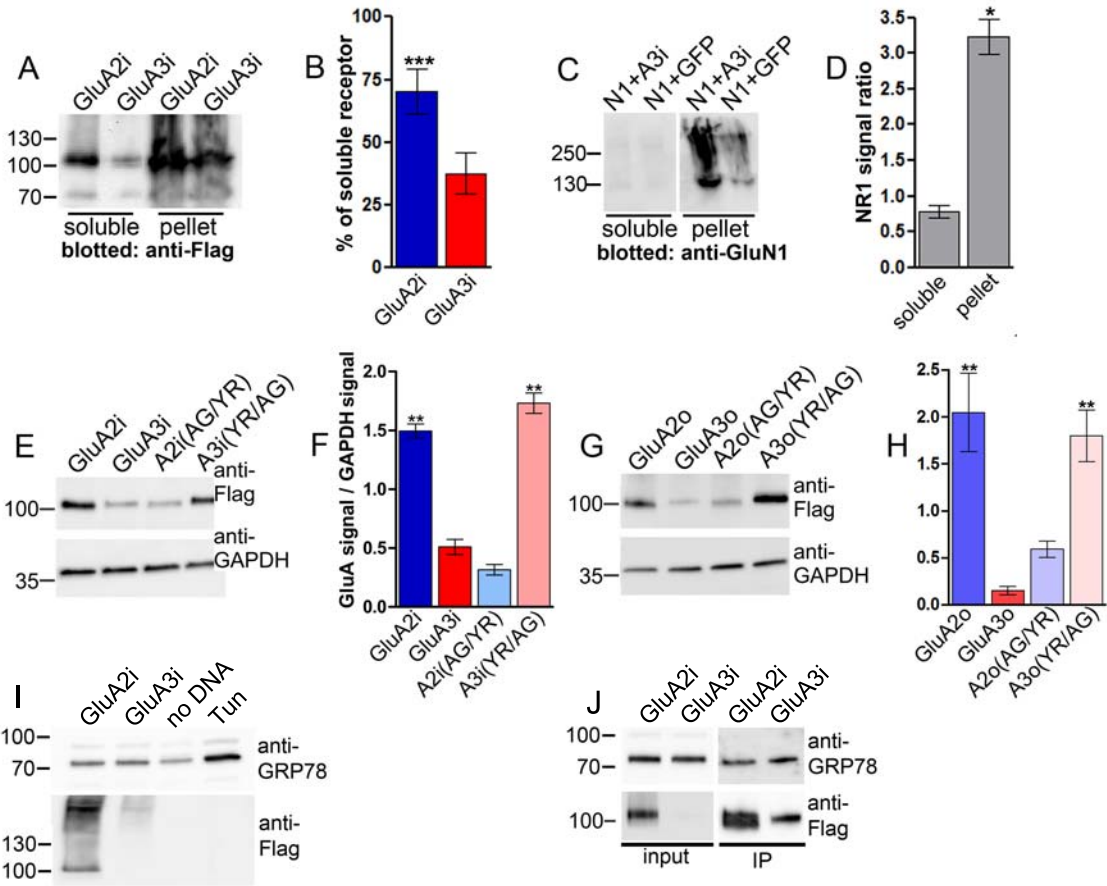 A
GluA2i GluA3i GluA2i GluA3i
130
100
70
soluble pellet
blotted: anti-Flag
B
% of soluble receptor
100
75
50
25
0
***
GluA2i GluA3i
C
N1+A3i N1+GFP N1+A3i N1+GFP
250
130
soluble pellet
blotted: anti-GluN1
D
NR1 signal ratio
3.5
3.0
2.5
2.0
1.5
1.0
0.5
0.0
*
soluble pellet
E
GluA2i GluA3i A2i(AG/YR) A3i(YR/AG)
100
anti-
Flag
35
anti-
GAPDH
F
GluA signal / GAPDH signal
2.0
1.5
1.0
0.5
0.0
** **
GluA2i GluA3i A2i(AG/YR) A3i(YR/AG)
G
GluA2o GluA3o A2o(AG/YR) A3o(YR/AG)
100
anti-
Flag
35
anti-
GAPDH
H
2.5
2.0
1.5
1.0
0.5
0.0
** **
GluA2o GluA3o A2o(AG/YR) A3o(YR/AG)
I
GluA2i GluA3i no DNA Tun
100
70
anti-
GRP78
130
100
anti-
Flag
J
GluA2i GluA3i GluA2i GluA3i
100
70
anti-
GRP78
100
anti-
Flag
input IP